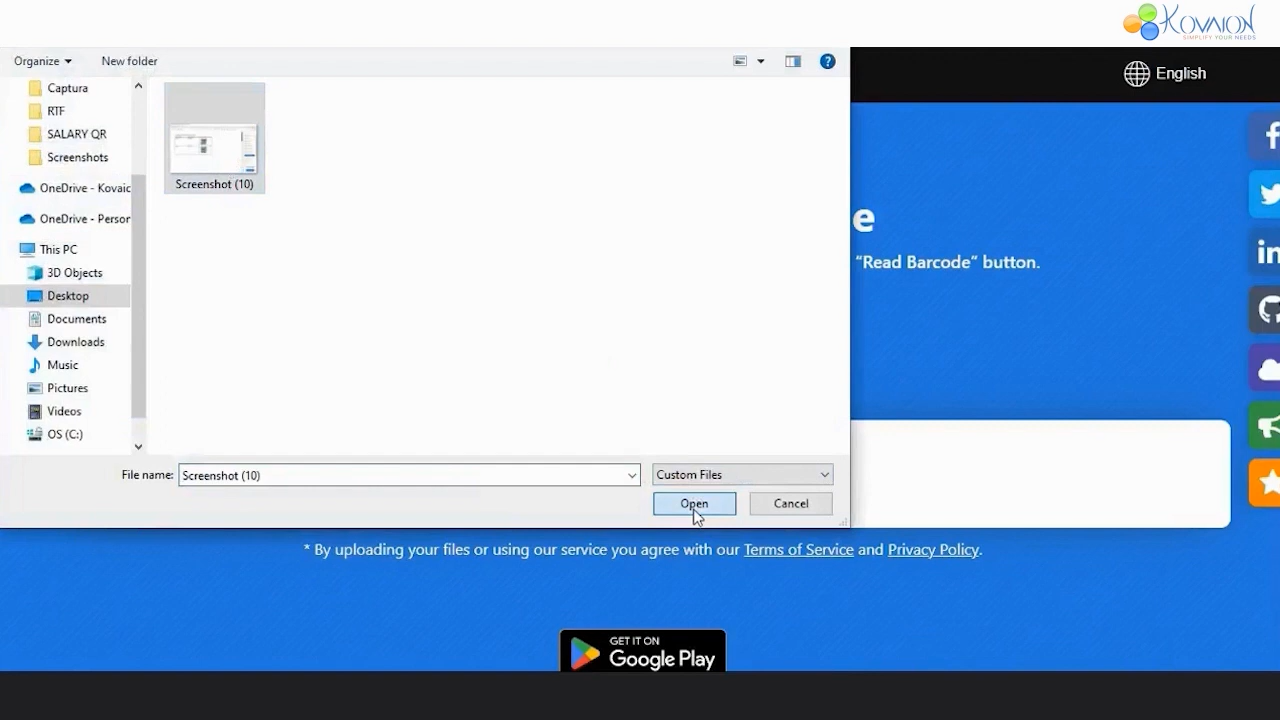 KOVAION
SIMPLIFY YOUR NEEDS
Organize New folder
English
Captura
RTF
SALARY QR
Screenshots
OneDrive - Kovaic
OneDrive - Person
This PC
3D Objects
Desktop
Documents
Downloads
Music
Pictures
Videos
OS (C:)
Screenshot (10)
e
“Read Barcode“ button.
File name: Screenshot (10) Custom Files
Open Cancel
* By uploading your files or using our service you agree with our Terms of Service and Privacy Policy.
GET IT ON
Google Play